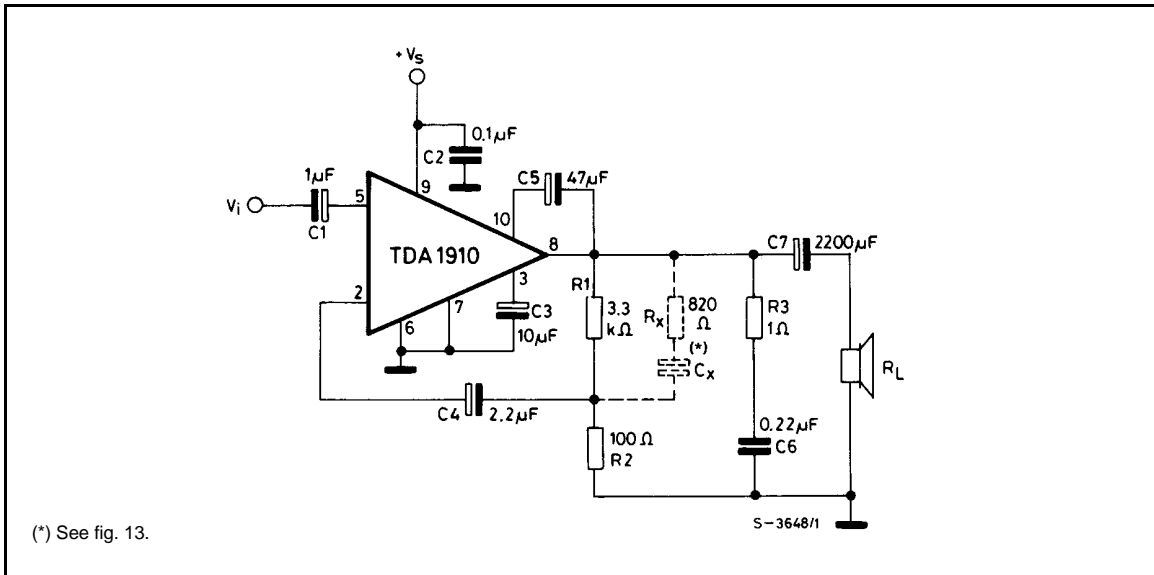 + Vs
0.1µF
C2
1µF
9
C5 47µF
Vi
5
10
C1
TDA1910
8
C7 2200µF
2
3
R1
3.3 kΩ
Rx
820 Ω
R3
1Ω
7
C3
10µF
(*)
Cx
RL
6
C4 2.2µF
0.22µF
C6
100Ω
R2
S-3648/1
(*) See fig. 13.